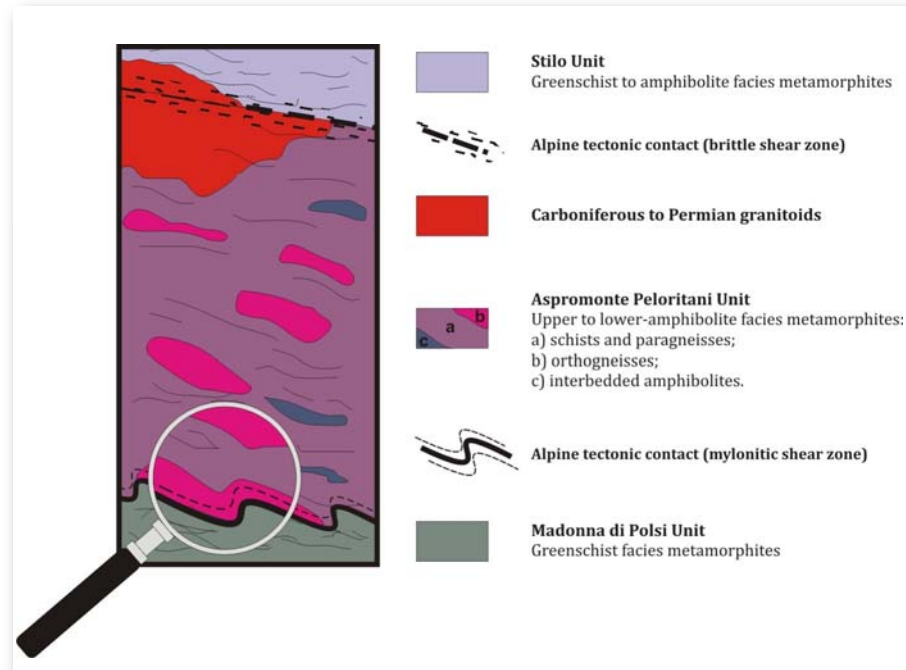 Stilo Unit
Greenschist to amphibolite facies metamorphites
Alpine tectonic contact (brittle shear zone)
Carboniferous to Permian granitoids
Aspromonte Peloritani Unit
Upper to lower-amphibolite facies metamorphites:
a) schists and paragneisses;
b) orthogneisses;
c) interbedded amphibolites.
b
a
c
Alpine tectonic contact (mylonitic shear zone)
Madonna di Polsi Unit
Greenschist facies metamorphites